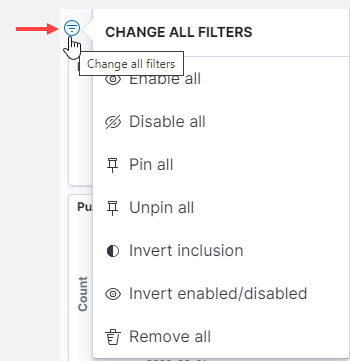 CHANGE ALL FILTERS
Change all filters
Enable all
Disable all
Pin all
Unpin all
Invert inclusion
Pu
Count
Invert enabled/disabled
Remove all